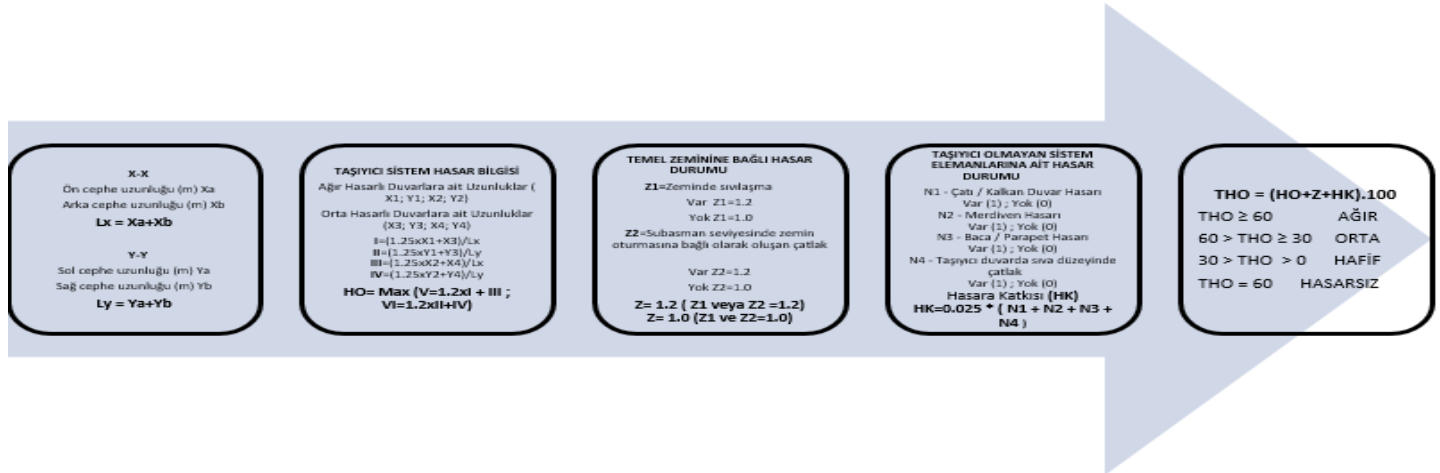 X-X
Ön cephe uzunluğu (m) Xa
Arka cephe uzunluğu (m) Xb
Lx = Xa+Xb
Y-Y
Sol cephe uzunluğu (m) Ya
Sağ cephe uzunluğu (m) Yb
Ly = Ya+Yb
TAŞIYICI SİSTEM HASAR BİLGİSİ
Ağır Hasarlı Duvarlara ait Uzunluklar (
X1; Y1; X2; Y2)
Orta Hasarlı Duvarlara ait Uzunluklar
(X3; Y3; X4; Y4)
I=(1.25xX1+X3)/Lx
II=(1.25xY1+Y3)/Ly
III=(1.25xX2+X4)/Lx
IV=(1.25xY2+Y4)/Ly
HO= Max (V=1.2xI + III ;
VI=1.2xII+IV)
TEMEL ZEMİNİNE BAĞLI HASAR
DURUMU
Z1=Zeminde sıvılaşma
Var Z1=1.2
Yok Z1=1.0
Z2=Subasman seviyesinde zemin
oturmasına bağlı olarak oluşan çatlak
Var Z2=1.2
Yok Z2=1.0
Z= 1.2 ( Z1 veya Z2 =1.2)
Z= 1.0 (Z1 ve Z2=1.0)
TAŞIYICI OLMAYAN SİSTEM
ELEMANLARINA AİT HASAR
DURUMU
N1 - Çatı / Kalkan Duvar Hasarı
Var (1) ; Yok (0)
N2 - Merdiven Hasarı
Var (1) ; Yok (0)
N3 - Baca / Parapet Hasarı
Var (1) ; Yok (0)
N4 - Taşıyıcı duvarda sıva düzeyinde
çatlak
Var (1) ; Yok (0)
Hasara Katkısı (HK)
HK=0.025 * ( N1 + N2 + N3 +
N4 )
THO = (HO+Z+HK).100
THO ≥ 60 AĞIR
60 > THO ≥ 30 ORTA
30 > THO > 0 HAFİF
THO = 60 HASARSIZ